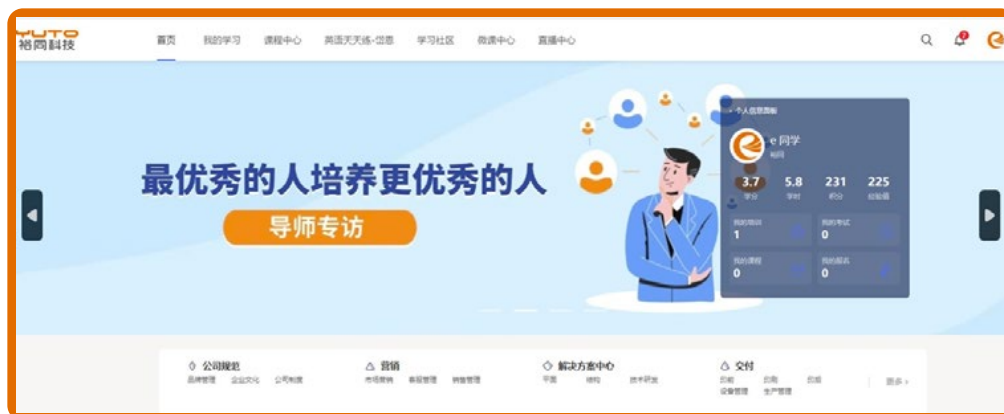 YUTO
裕同科技
首页 我的学习 课程中心 英语天天练-岱恩 学习社区 微课中心 直播中心
7
个人信息面板
e 同学
裕同
最优秀的人培养更优秀的人
导师专访
3.7 5.8 231 225
学分 学时 积分 经验值
我的培训 我的考试
1 0
我的课程 我的报名
0 0
公司规范 营销 解决方案中心 交付
品牌管理 企业文化 公司制度 市场营销 客服管理 销售管理 平面 结构 技术研发 印前 印刷 印后
设备管理 生产管理
更多